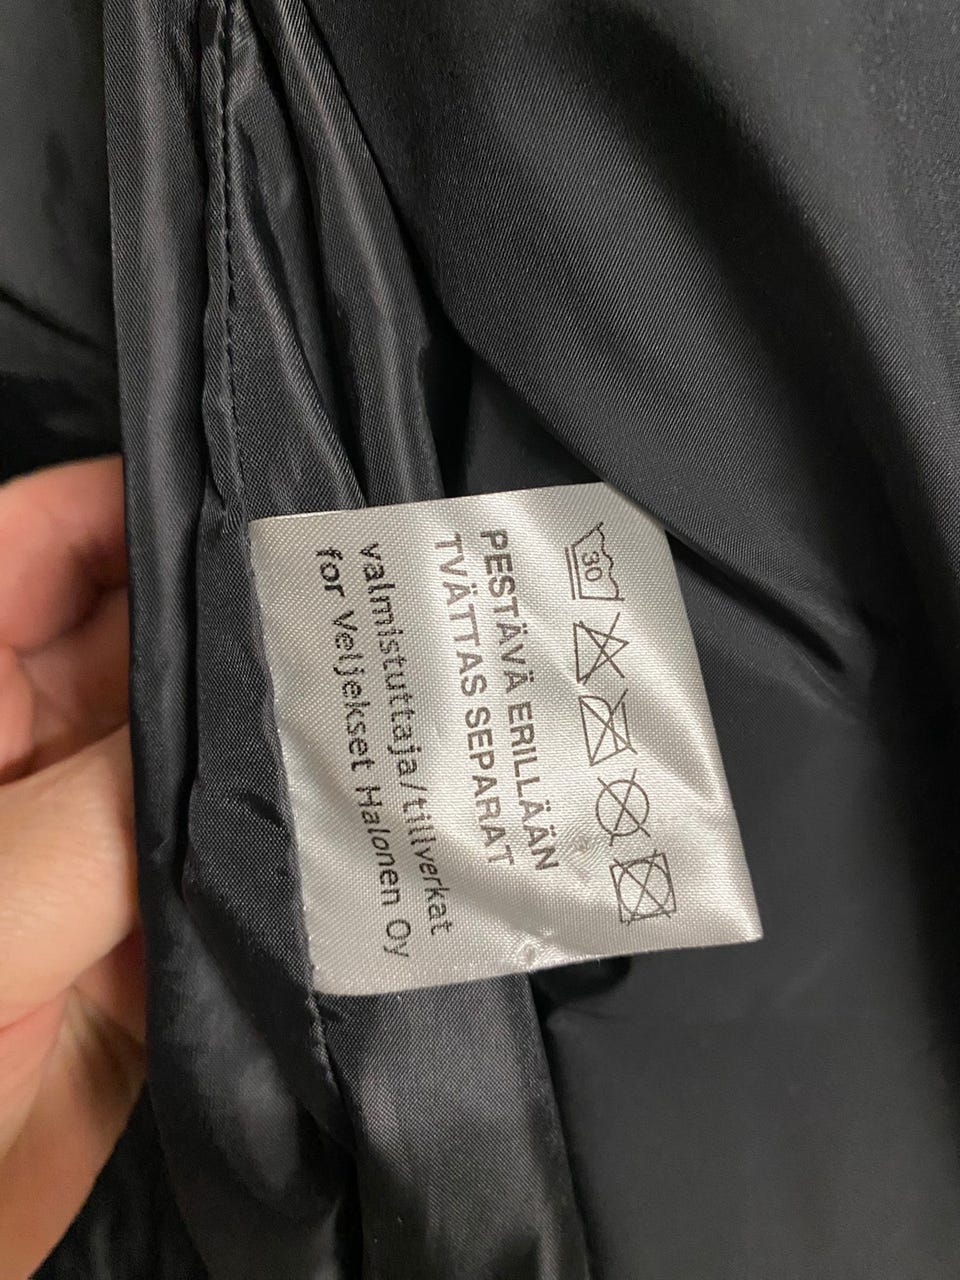 30
PESTÄVÄ ERILLÄÄN
TVÄTTAS SEPARAT
valmistuttaja/tillverkat
for Veljekset Halonen Oy